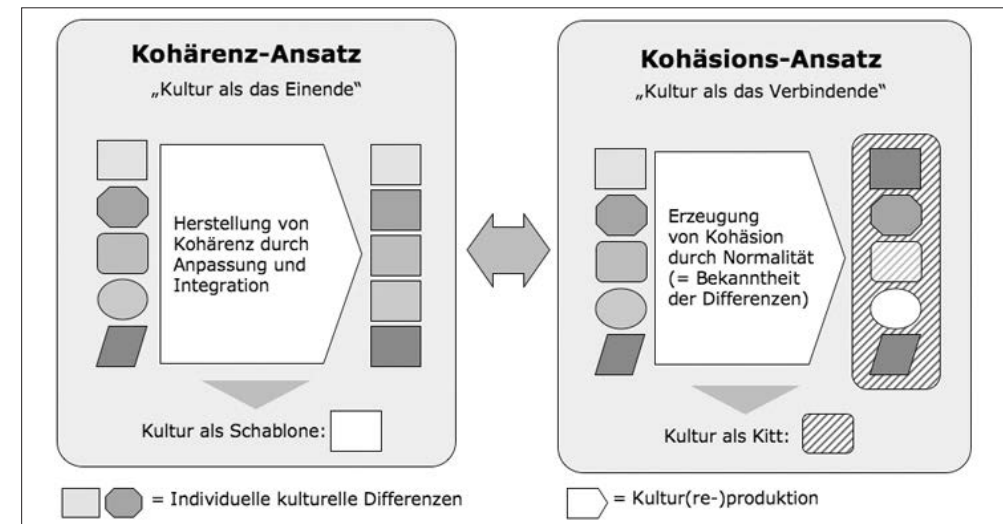 Kohärenz-Ansatz
„Kultur als das Einende“
Herstellung von
Kohärenz durch
Anpassung und
Integration
Kultur als Schablone:
Kohäsions-Ansatz
„Kultur als das Verbindende“
Erzeugung
von Kohäsion
durch Normalität
(= Bekanntheit
der Differenzen)
Kultur als Kitt:
= Individuelle kulturelle Differenzen
= Kultur(re-)produktion